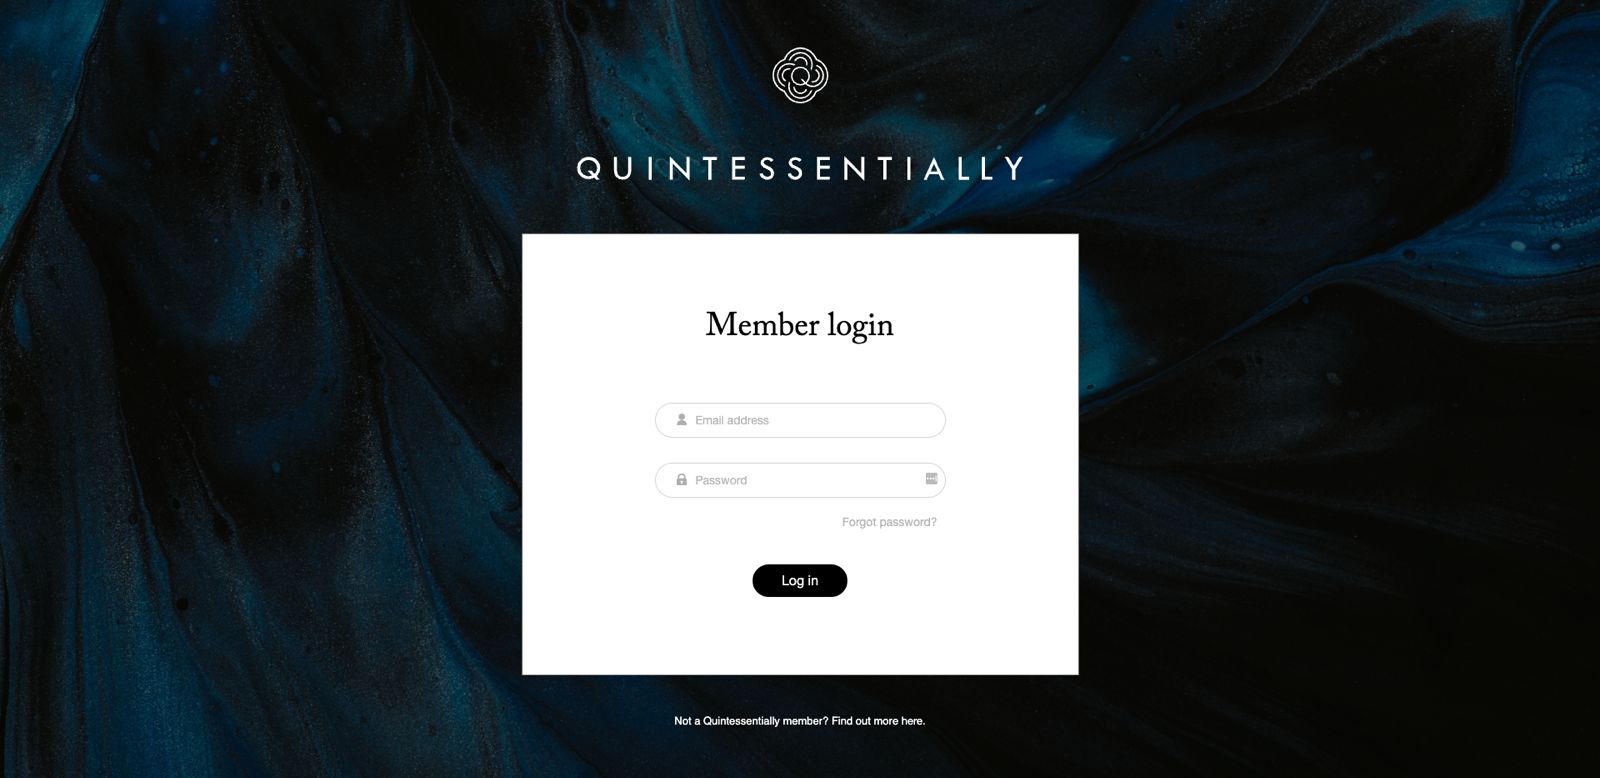 QUINTESSENTIALLY
Member login
Email address
Password
Forgot password?
Log in
Not a Quintessentially member? Find out more here.